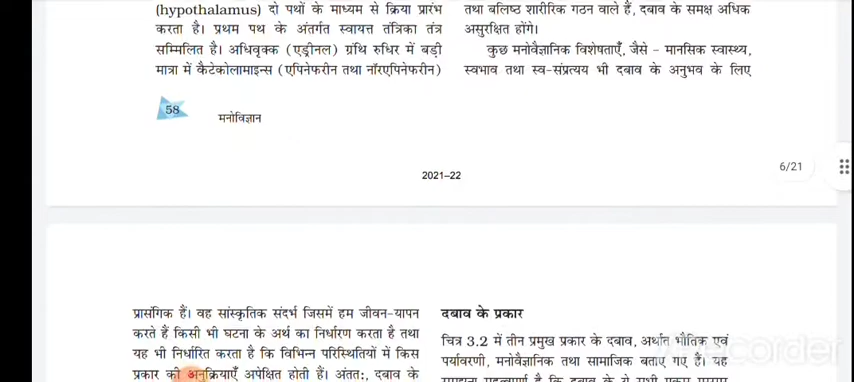 (hypothalamus) दो पथों के माध्यम से क्रिया प्रारंभ
करता है। प्रथम पथ के अंतर्गत स्वायत्त तंत्रिका तंत्र
सम्मिलित है। अधिवृक्क (एड्रीनल) ग्रंथि रुधिर में बड़ी
मात्रा में कैटेकोलामाइन्स (एपिनेफरीन तथा नॉरएपिनेफरीन)
तथा बलिष्ठ शारीरिक गठन वाले हैं, दबाव के समक्ष अधिक
असुरक्षित होंगे।
कुछ मनोवैज्ञानिक विशेषताएँ, जैसे – मानसिक स्वास्थ्य,
स्वभाव तथा स्व-संप्रत्यय भी दबाव के अनुभव के लिए
58
मनोविज्ञान
2021–22
6/21
प्रासंगिक हैं। वह सांस्कृतिक संदर्भ जिसमें हम जीवन-यापन
करते हैं किसी भी घटना के अर्थ का निर्धारण करता है तथा
यह भी निर्धारित करता है कि विभिन्न परिस्थितियों में किस
प्रकार की अनुक्रियाएँ अपेक्षित होती हैं। अंततः, दबाव के
दबाव के प्रकार
चित्र 3.2 में तीन प्रमुख प्रकार के दबाव, अर्थात भौतिक एवं
पर्यावरणी, मनोवैज्ञानिक तथा सामाजिक बताए गए हैं। यह